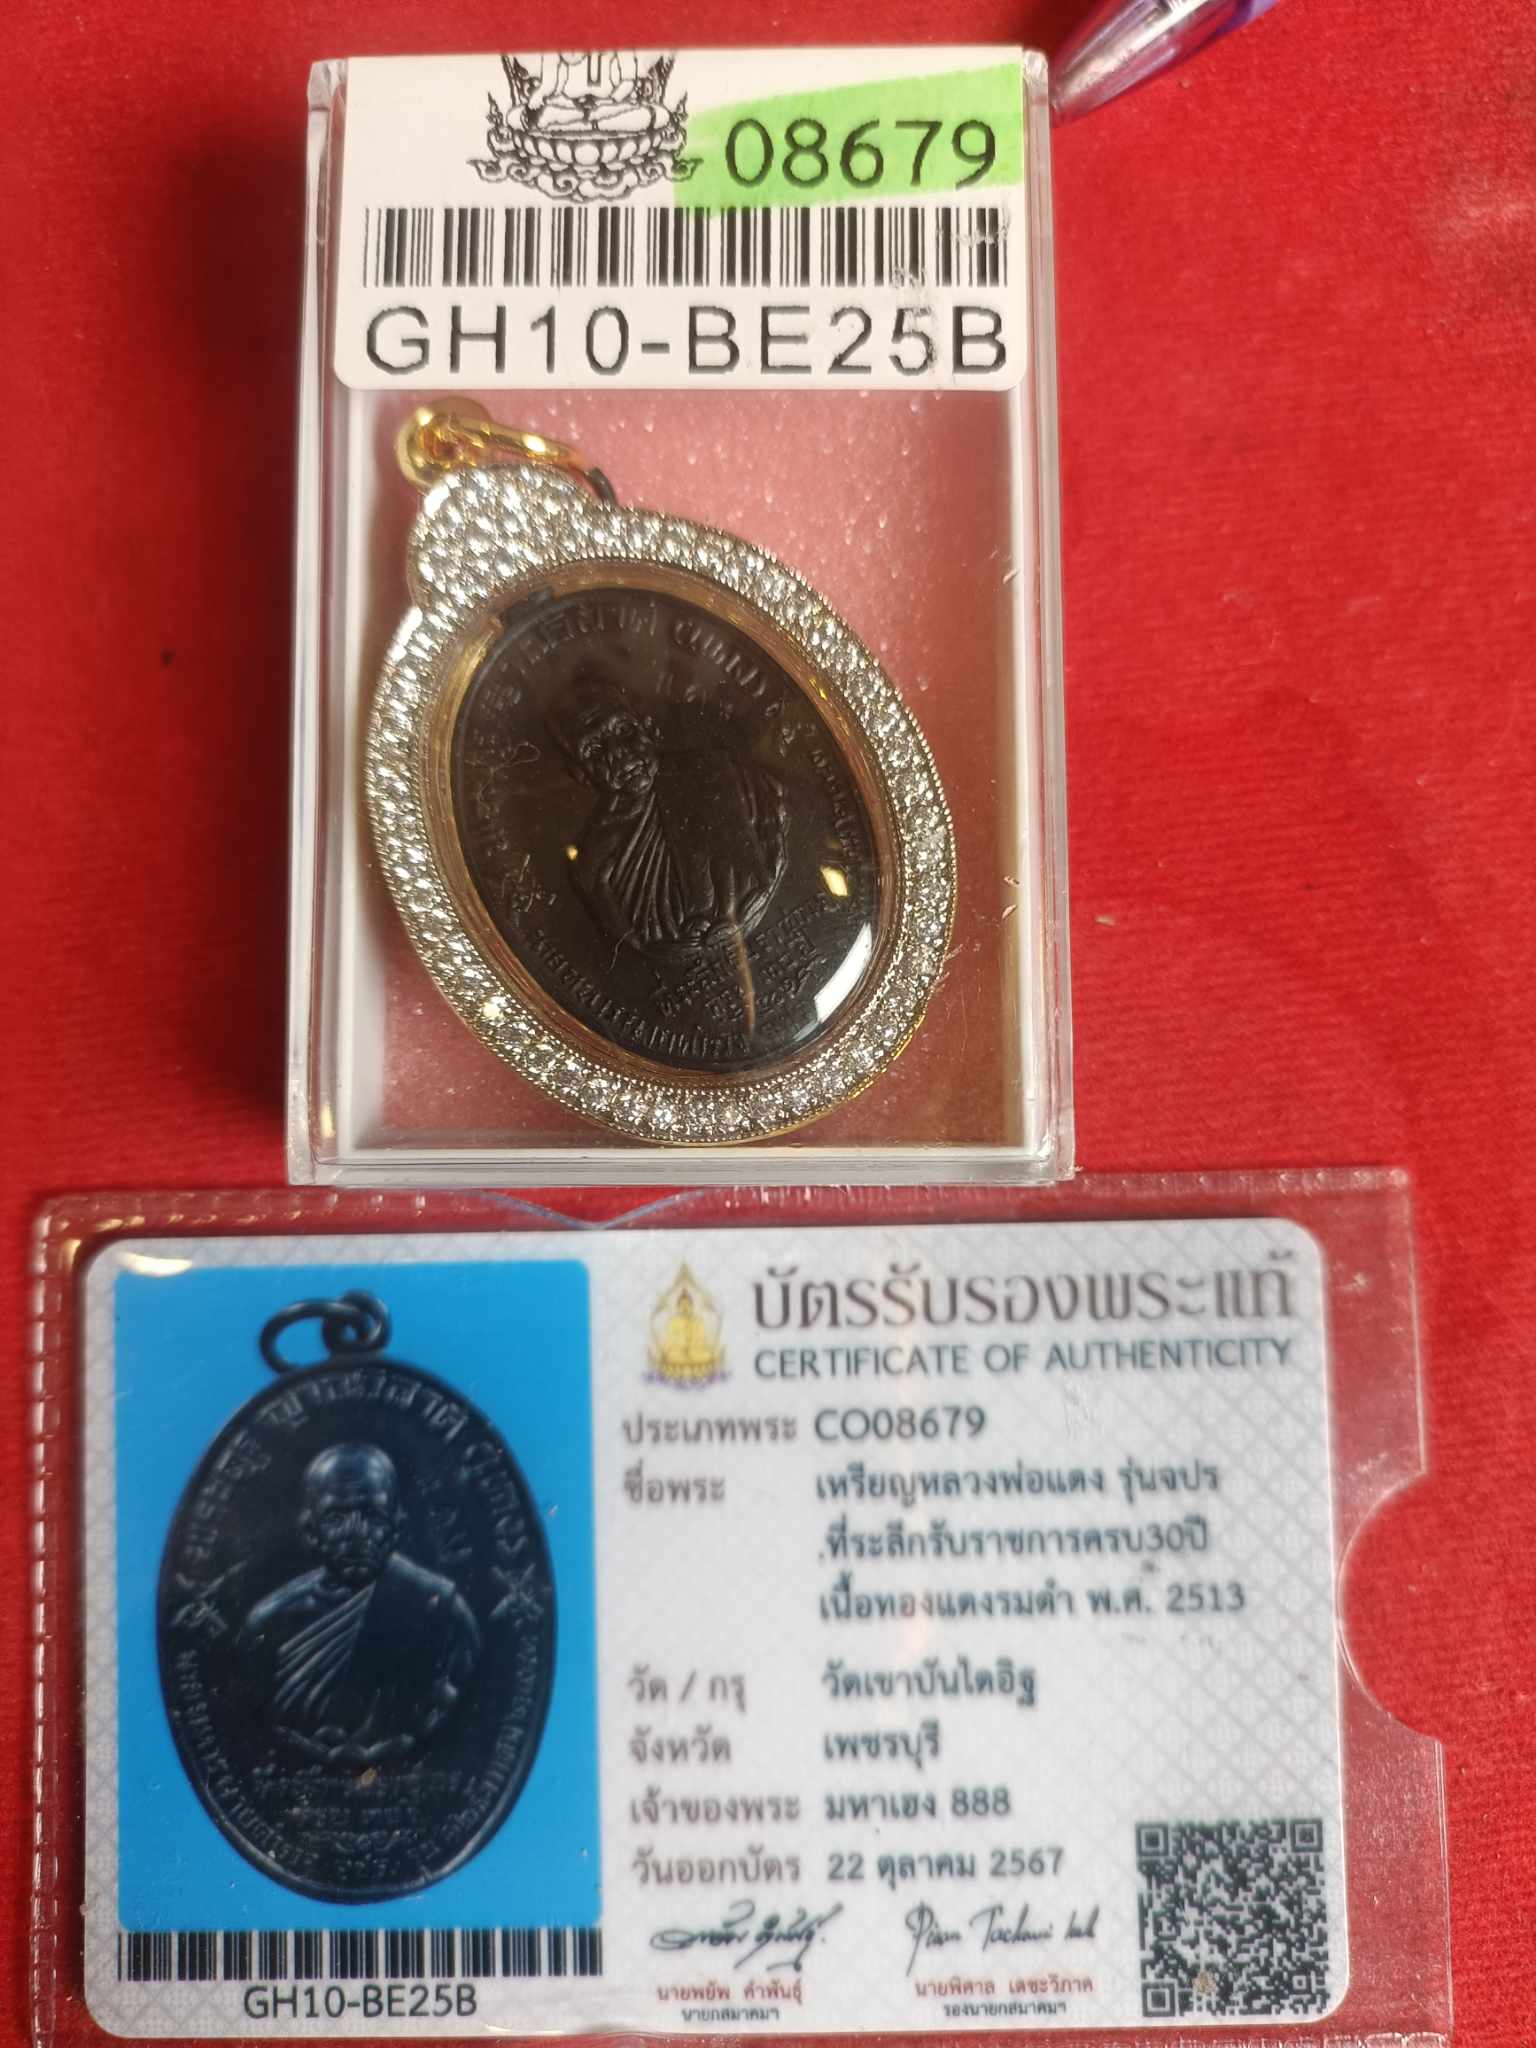 08679
GH10-BE25B
บัตรรับรองพระแท้
CERTIFICATE OF AUTHENTICITY
ประเภทพระ CO08679
ชื่อพระ เหรียญหลวงพ่อแดง รุ่นจปร
.ที่ระลึกรับราชการครบ30ปี
เนื้อทองแดงรมดำ พ.ศ. 2513
วัด / กรุ วัดเขาบันไดอิฐ
จังหวัด เพชรบุรี
เจ้าของพระ มหาเฮง 888
วันออกบัตร 22 ตุลาคม 2567
นายพยัพ คำพันธุ์
นายกสมาคมฯ
นายพิศาล เตชะวิภาค
รองนายกสมาคมฯ
GH10-BE25B